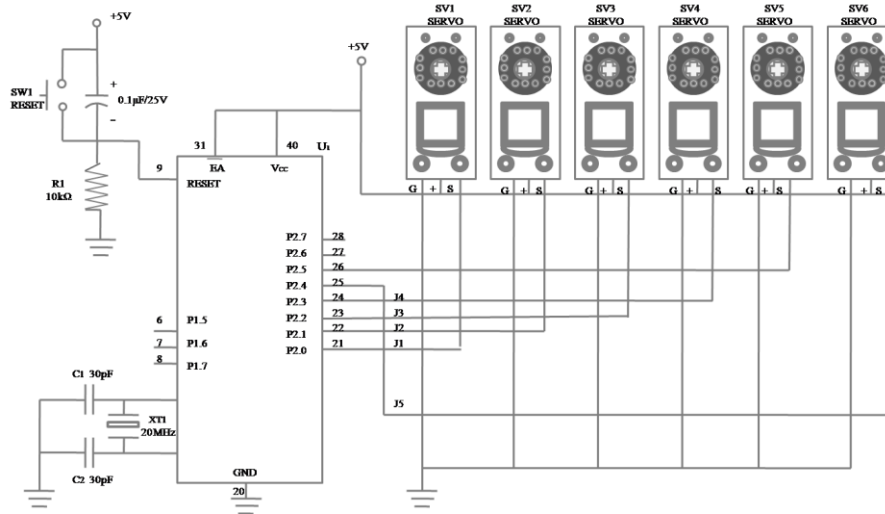 +5V
SW1
RESET
+
0.1µF/25V
−
R1
10kΩ
+5V
SV1
SERVO
SV2
SERVO
SV3
SERVO
SV4
SERVO
SV5
SERVO
SV6
SERVO
G + S
G + S
G + S
G + S
G + S
G + S
31
40
U1
9
EA
Vcc
RESET
P2.7 28
P2.6 27
P2.5 26
P2.4 25
P2.3 24 J4
P2.2 23 J3
P2.1 22 J2
P2.0 21 J1
J5
6 P1.5
7 P1.6
8 P1.7
C1 30pF
XT1
20MHz
C2 30pF
GND
20